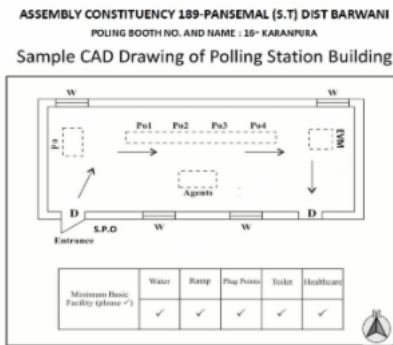 ASSEMBLY CONSTITUENCY 189-PANSEMAL (S.T) DIST BARWANI
POLING BOOTH NO. AND NAME : 16- KARANPURA
Sample CAD Drawing of Polling Station Building
W W
Po1 Po2 Po3 Po4
Po
EVM
Agents
D D
S.P.O
Entrance
W W
Minimum Basic Facility (please ✓) Water Ramp Plug Points Toilet Healthcare
✓ ✓ ✓ ✓ ✓
N